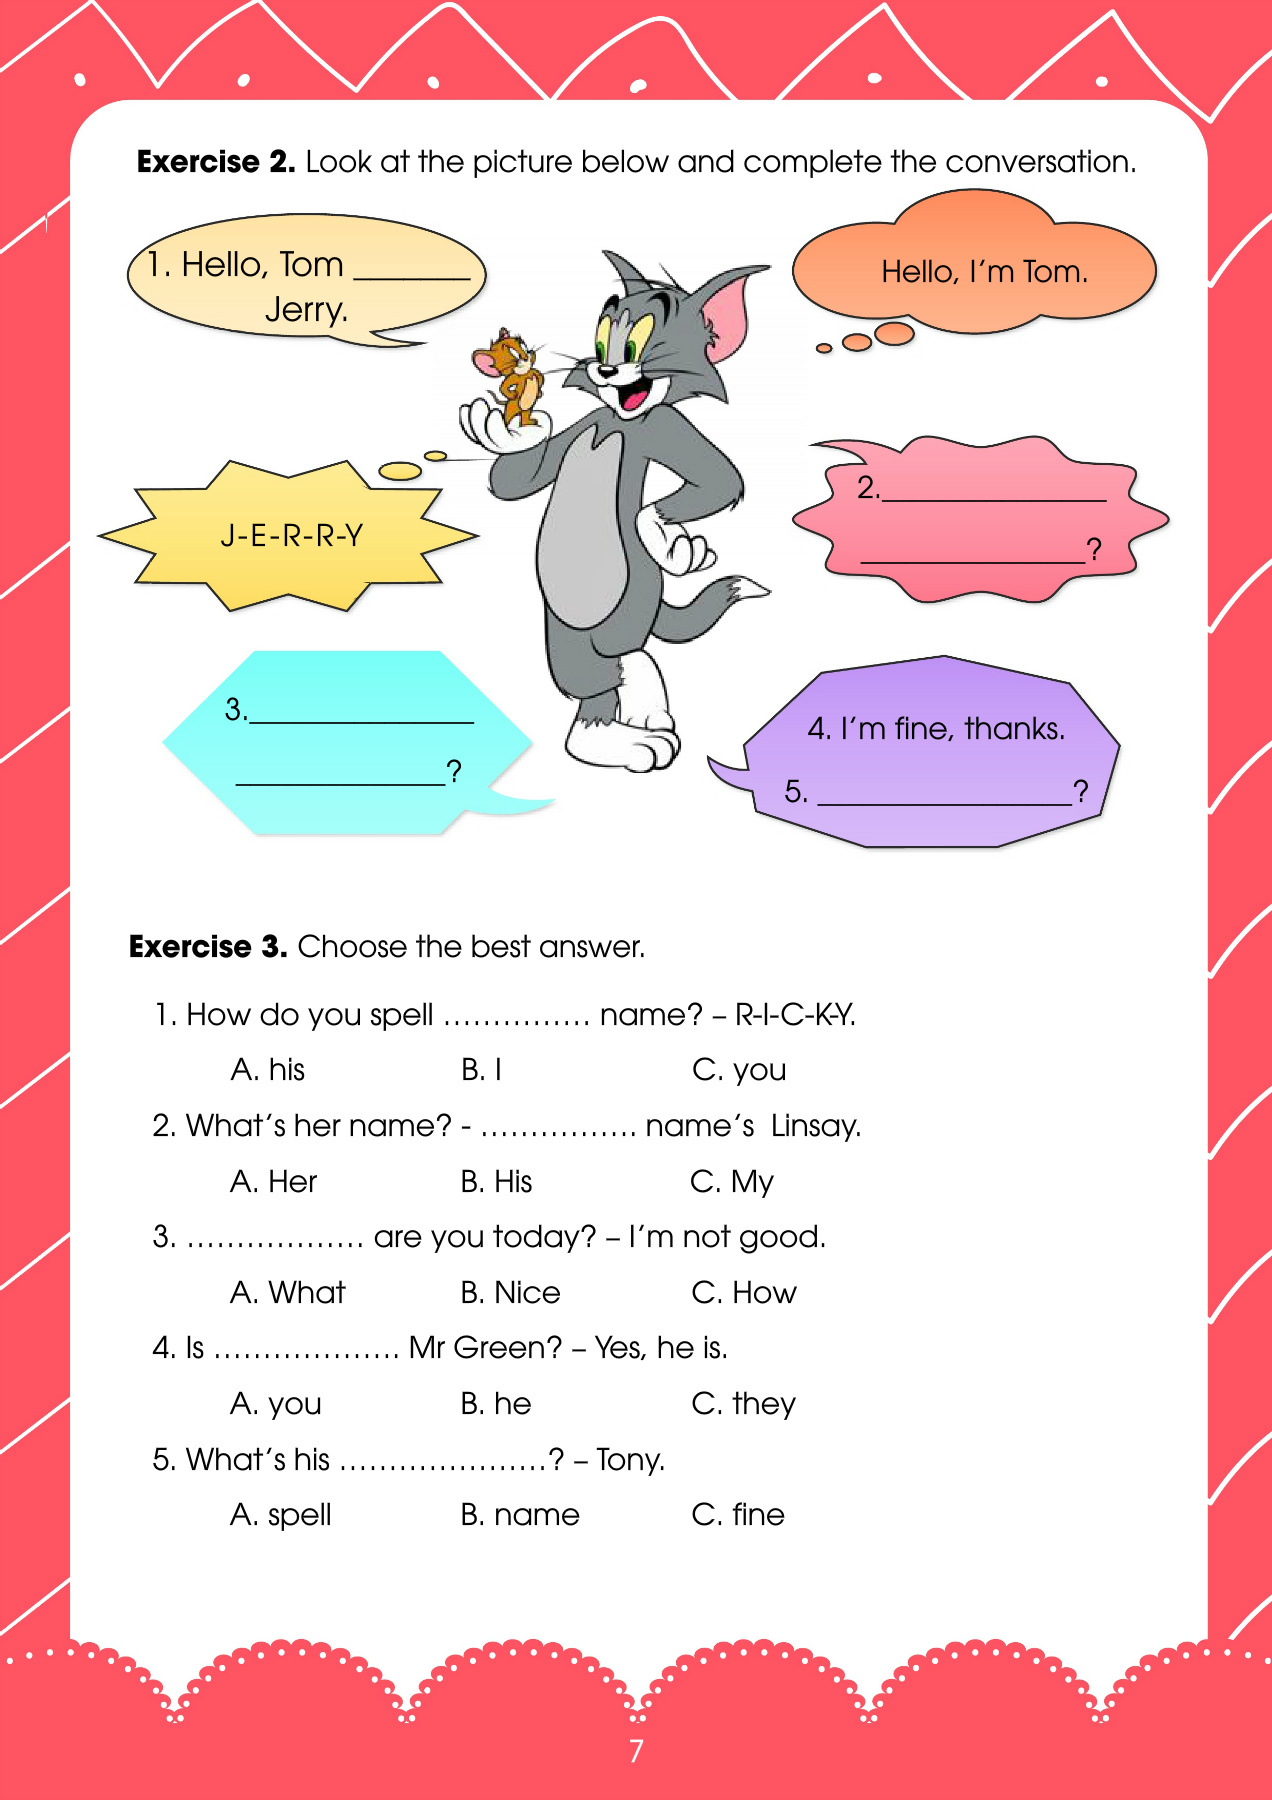 Exercise 2. Look at the picture below and complete the conversation.
1. Hello, Tom _______
Jerry.
Hello, I’m Tom.
J-E-R-R-Y
2._______________
_______________?
3._______________
______________?
4. I’m fine, thanks.
5. _________________?
Exercise 3. Choose the best answer.
1. How do you spell …………… name? – R-I-C-K-Y.
A. his B. I C. you
2. What’s her name? - ……………. name’s Linsay.
A. Her B. His C. My
3. ……………… are you today? – I’m not good.
A. What B. Nice C. How
4. Is ………………. Mr Green? – Yes, he is.
A. you B. he C. they
5. What’s his …………………? – Tony.
A. spell B. name C. fine
7